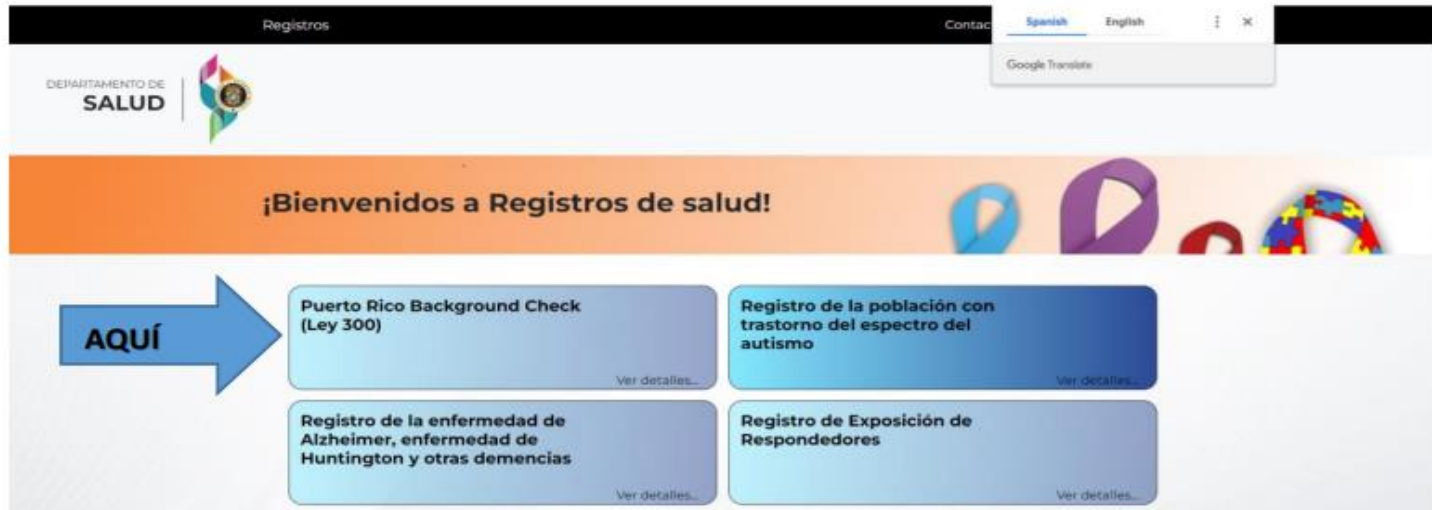 Registros
Contac
Spanish English
Google Translate
DEPARTAMENTO DE
SALUD
¡Bienvenidos a Registros de salud!
AQUÍ
Puerto Rico Background Check
(Ley 300)
Ver detalles...
Registro de la población con
trastorno del espectro del
autismo
Ver detalles...
Registro de la enfermedad de
Alzheimer, enfermedad de
Huntington y otras demencias
Ver detalles...
Registro de Exposición de
Respondedores
Ver detalles...